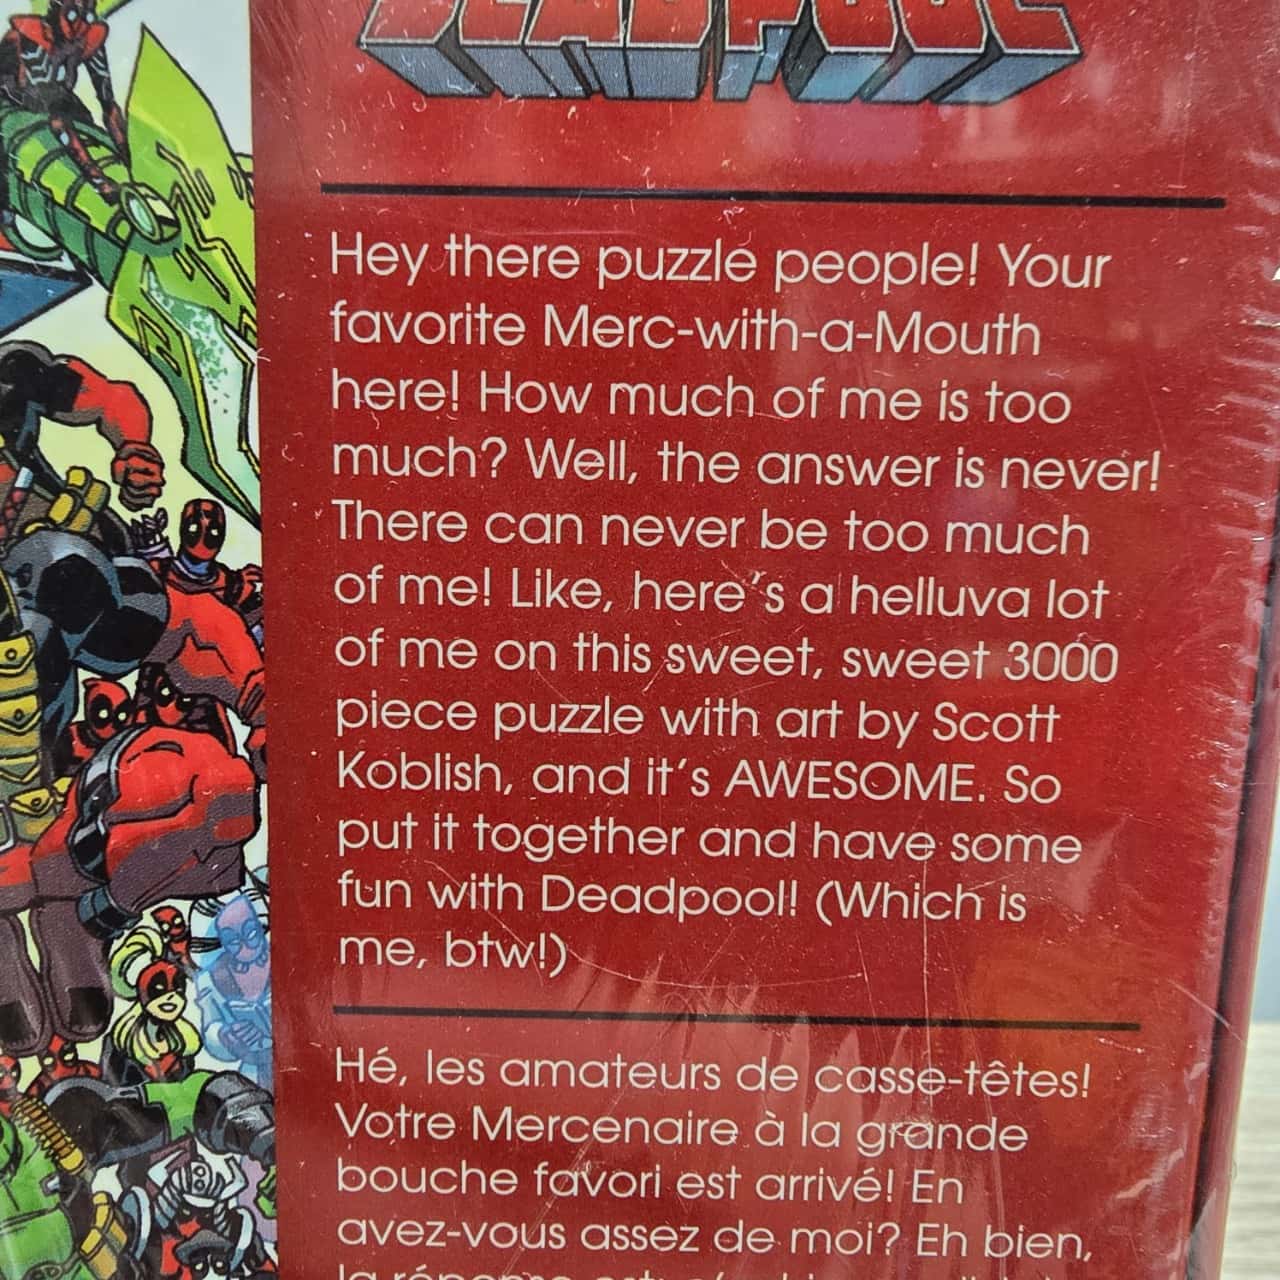 DEADPOOL
Hey there puzzle people! Your
favorite Merc-with-a-Mouth
here! How much of me is too
much? Well, the answer is never!
There can never be too much
of me! Like, here's a helluva lot
of me on this sweet, sweet 3000
piece puzzle with art by Scott
Koblish, and it's AWESOME. So
put it together and have some
fun with Deadpool! (Which is
me, btw!)
Hé, les amateurs de casse-têtes!
Votre Mercenaire à la grande
bouche favori est arrivé! En
avez-vous assez de moi? Eh bien,
la réponse